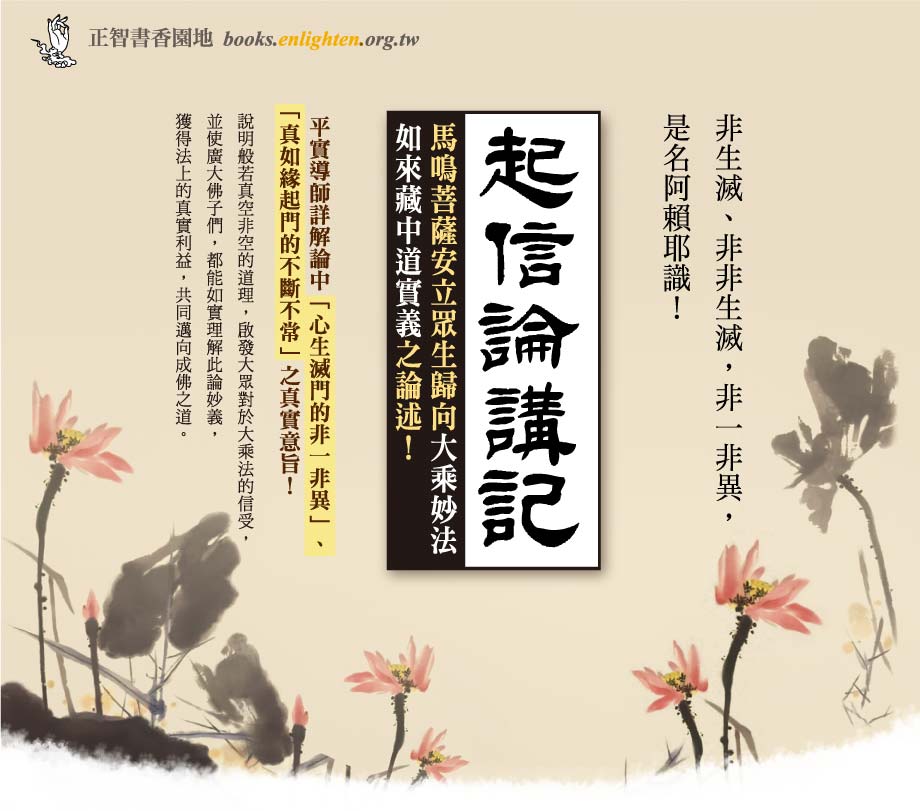 正智書香園地 books.enlighten.org.tw
非生滅、非非生滅，非一非異，
是名阿賴耶識！
起信論講記
馬鳴菩薩安立眾生歸向大乘妙法
如來藏中道實義之論述！
平實導師詳解論中「心生滅門的非一非異」、
「真如緣起門的不斷不常」之真實意旨！
說明般若真空非空的道理，啟發大眾對於大乘法的信受，
並使廣大佛子們，都能如實理解此論妙義，
獲得法上的真實利益，共同邁向成佛之道。